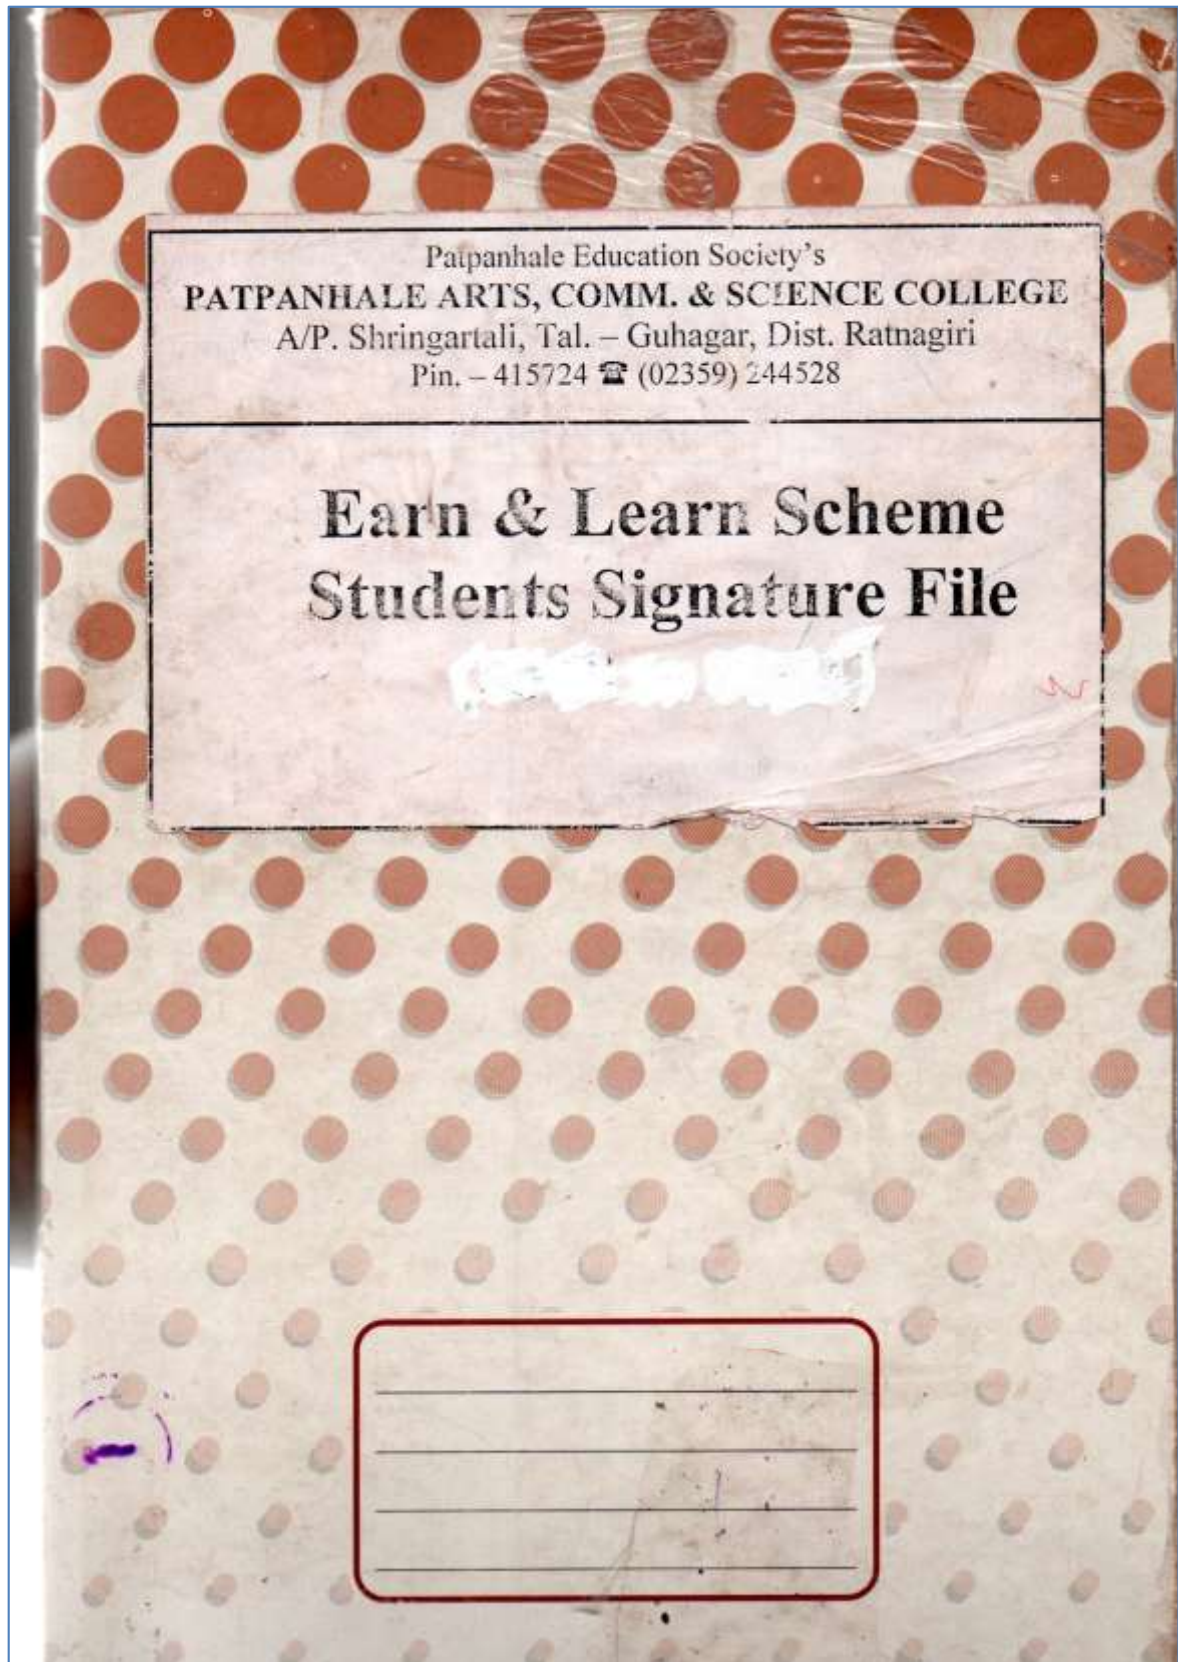 Patpanhale Education Society's
PATPANHALE ARTS, COMM. & SCIENCE COLLEGE
A/P. Shringartali, Tal. – Guhagar, Dist. Ratnagiri
Pin. – 415724 ☎ (02359) 244528
Earn & Learn Scheme
Students Signature File